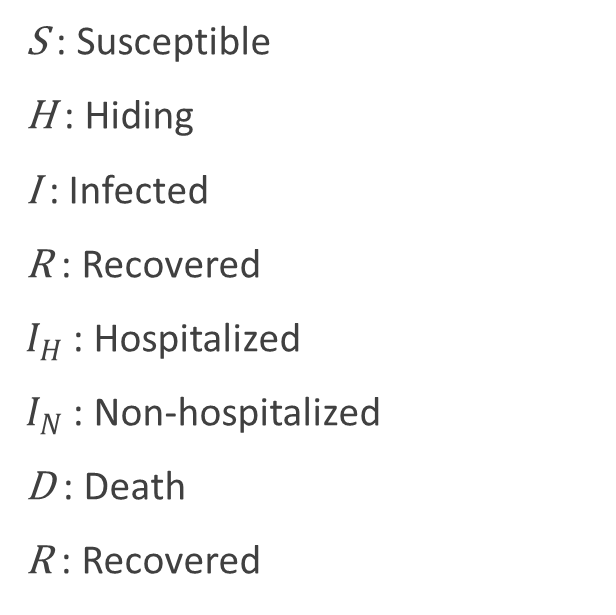 S: Susceptible
H: Hiding
I: Infected
R: Recovered
I_H : Hospitalized
I_N : Non-hospitalized
D: Death
R: Recovered